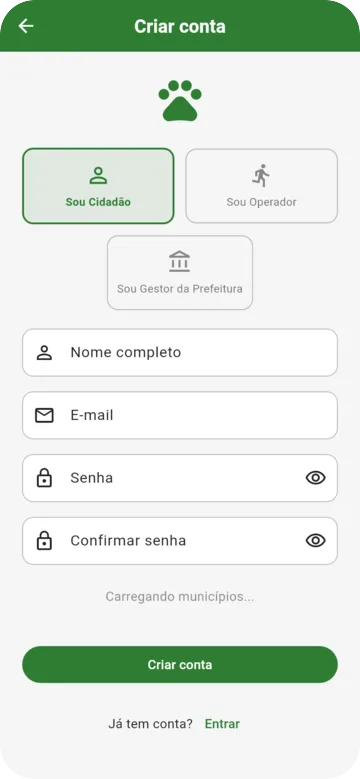 Criar conta
Sou Cidadão
Sou Operador
Sou Gestor da Prefeitura
Nome completo
E-mail
Senha
Confirmar senha
Carregando municípios...
Criar conta
Já tem conta? Entrar